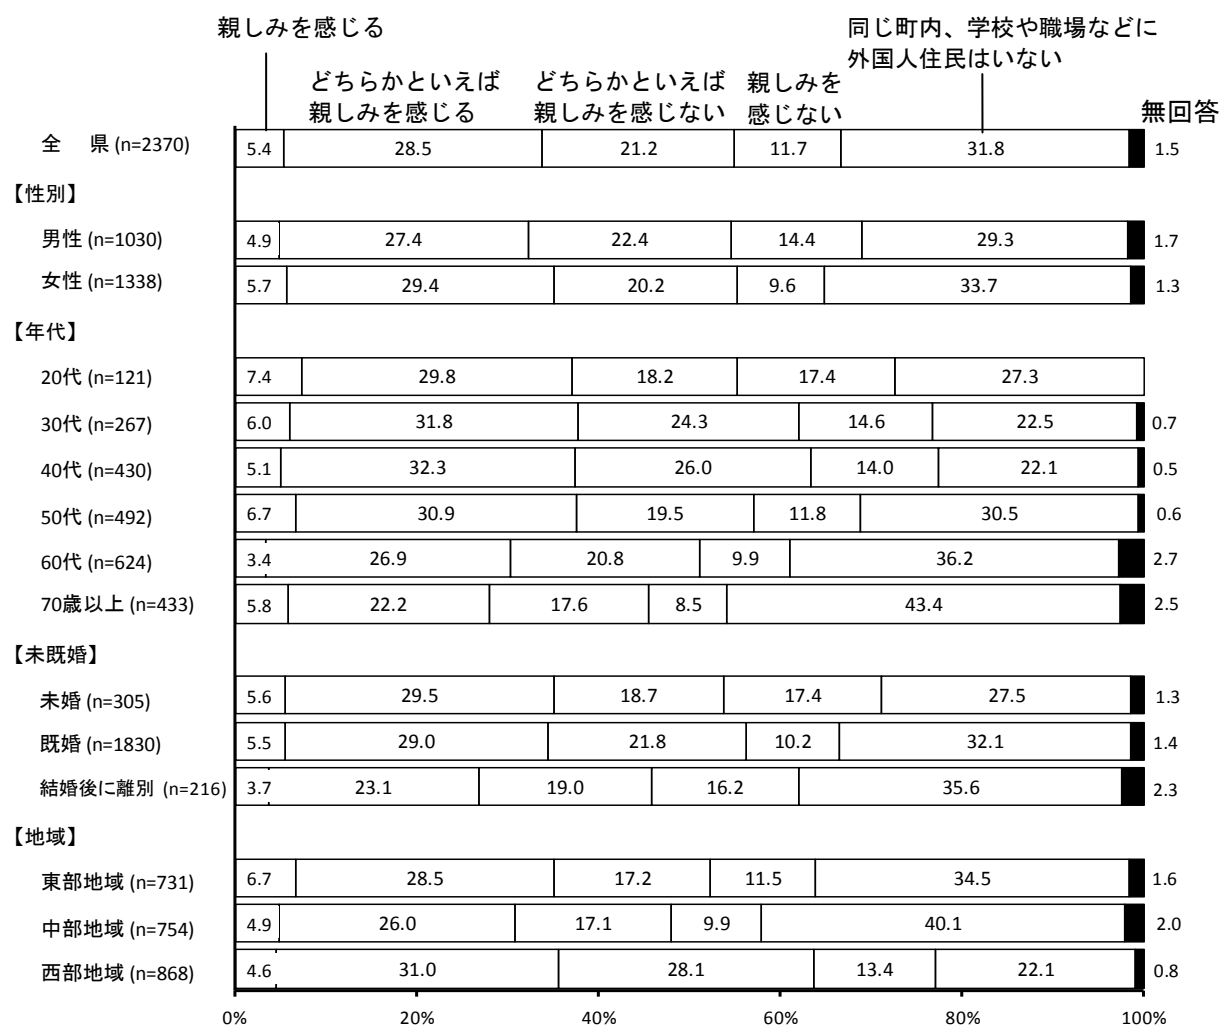 親しみを感じる
どちらかといえば
親しみを感じる
どちらかといえば
親しみを感じない
親しみを
感じない
同じ町内、学校や職場などに
外国人住民はいない
無回答
全 県 (n=2370) 5.4 28.5 21.2 11.7 31.8 1.5
【性別】
男性 (n=1030) 4.9 27.4 22.4 14.4 29.3 1.7
女性 (n=1338) 5.7 29.4 20.2 9.6 33.7 1.3
【年代】
20代 (n=121) 7.4 29.8 18.2 17.4 27.3
30代 (n=267) 6.0 31.8 24.3 14.6 22.5 0.7
40代 (n=430) 5.1 32.3 26.0 14.0 22.1 0.5
50代 (n=492) 6.7 30.9 19.5 11.8 30.5 0.6
60代 (n=624) 3.4 26.9 20.8 9.9 36.2 2.7
70歳以上 (n=433) 5.8 22.2 17.6 8.5 43.4 2.5
【未既婚】
未婚 (n=305) 5.6 29.5 18.7 17.4 27.5 1.3
既婚 (n=1830) 5.5 29.0 21.8 10.2 32.1 1.4
結婚後に離別 (n=216) 3.7 23.1 19.0 16.2 35.6 2.3
【地域】
東部地域 (n=731) 6.7 28.5 17.2 11.5 34.5 1.6
中部地域 (n=754) 4.9 26.0 17.1 9.9 40.1 2.0
西部地域 (n=868) 4.6 31.0 28.1 13.4 22.1 0.8
0% 20% 40% 60% 80% 100%